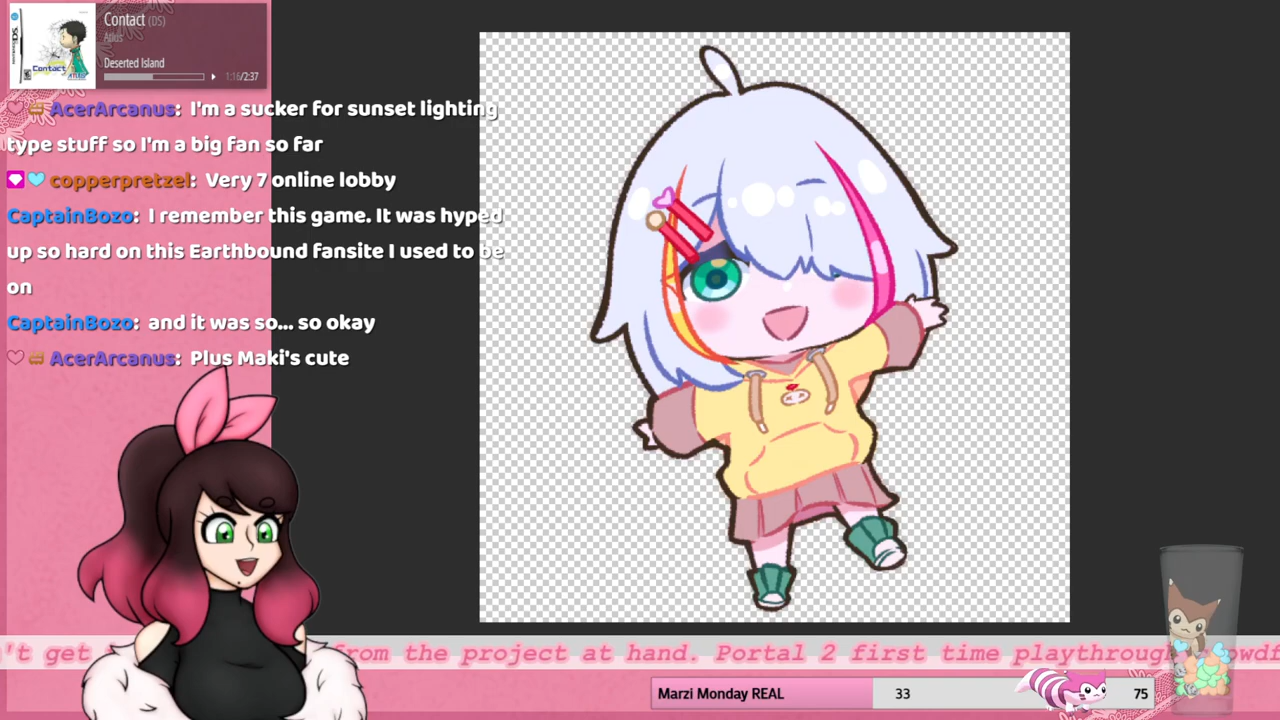 Contact (DS)
Atlus
Deserted Island
1:16/2:37
Contact
AcerArcanus: I'm a sucker for sunset lighting
type stuff so I'm a big fan so far
copperpretzel: Very 7 online lobby
CaptainBozo: I remember this game. It was hyped
up so hard on this Earthbound fansite I used to be
on
CaptainBozo: and it was so... so okay
AcerArcanus: Plus Maki's cute
't get from the project at hand. Portal 2 first time playthrough
Marzi Monday REAL 33 75